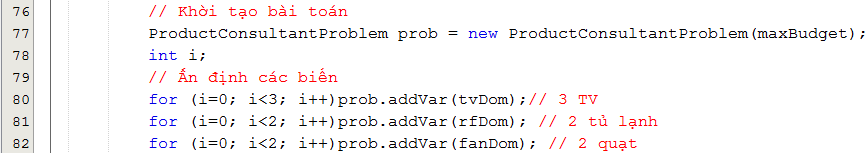 76 // Khời tạo bài toán
77 ProductConsultantProblem prob = new ProductConsultantProblem(maxBudget);
78 int i;
79 // Ấn định các biến
80 for (i=0; i<3; i++)prob.addVar(tvDom);// 3 TV
81 for (i=0; i<2; i++)prob.addVar(rfDom); // 2 tủ lạnh
82 for (i=0; i<2; i++)prob.addVar(fanDom); // 2 quạt